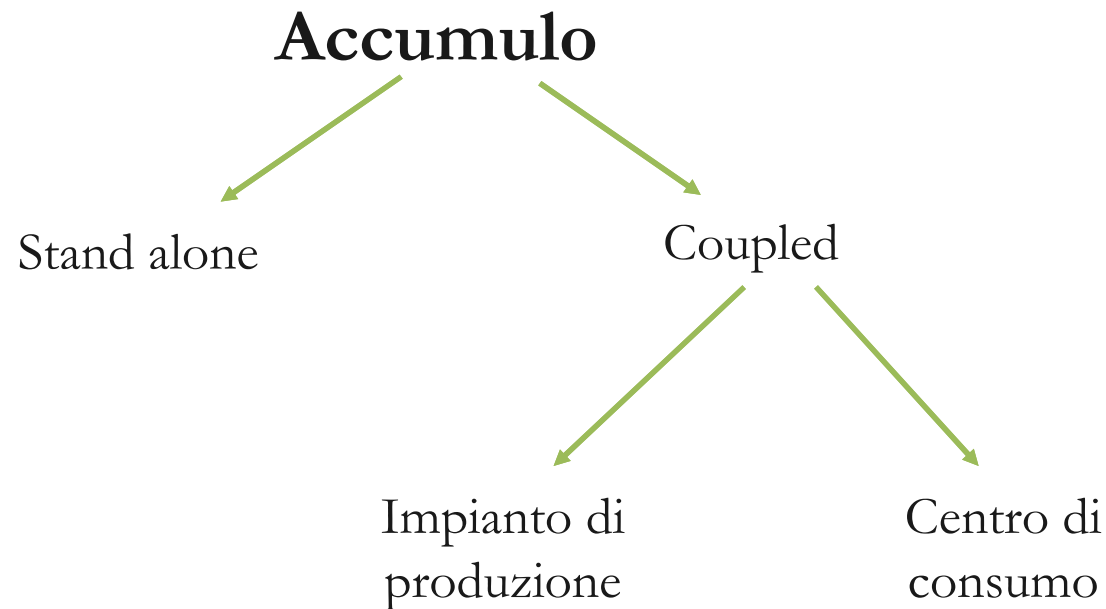 Accumulo
Stand alone
Coupled
Impianto di
produzione
Centro di
consumo